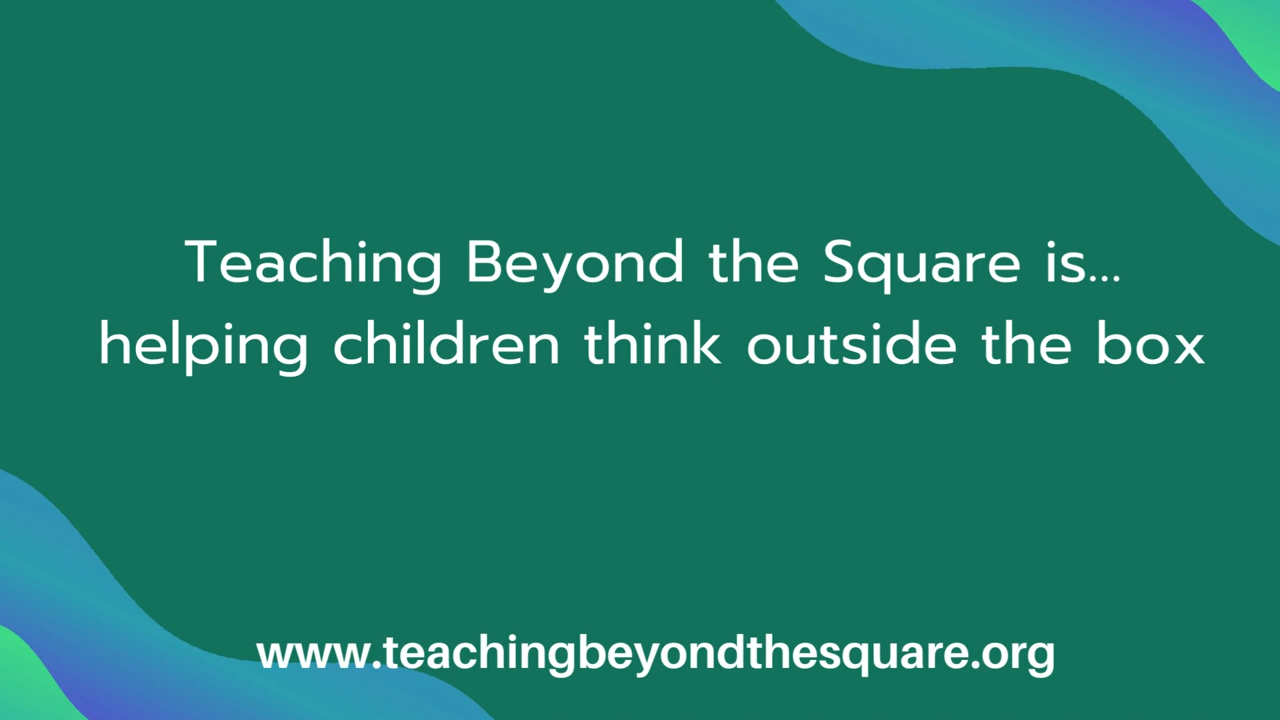 Teaching Beyond the Square is...
helping children think outside the box
www.teachingbeyondthesquare.org